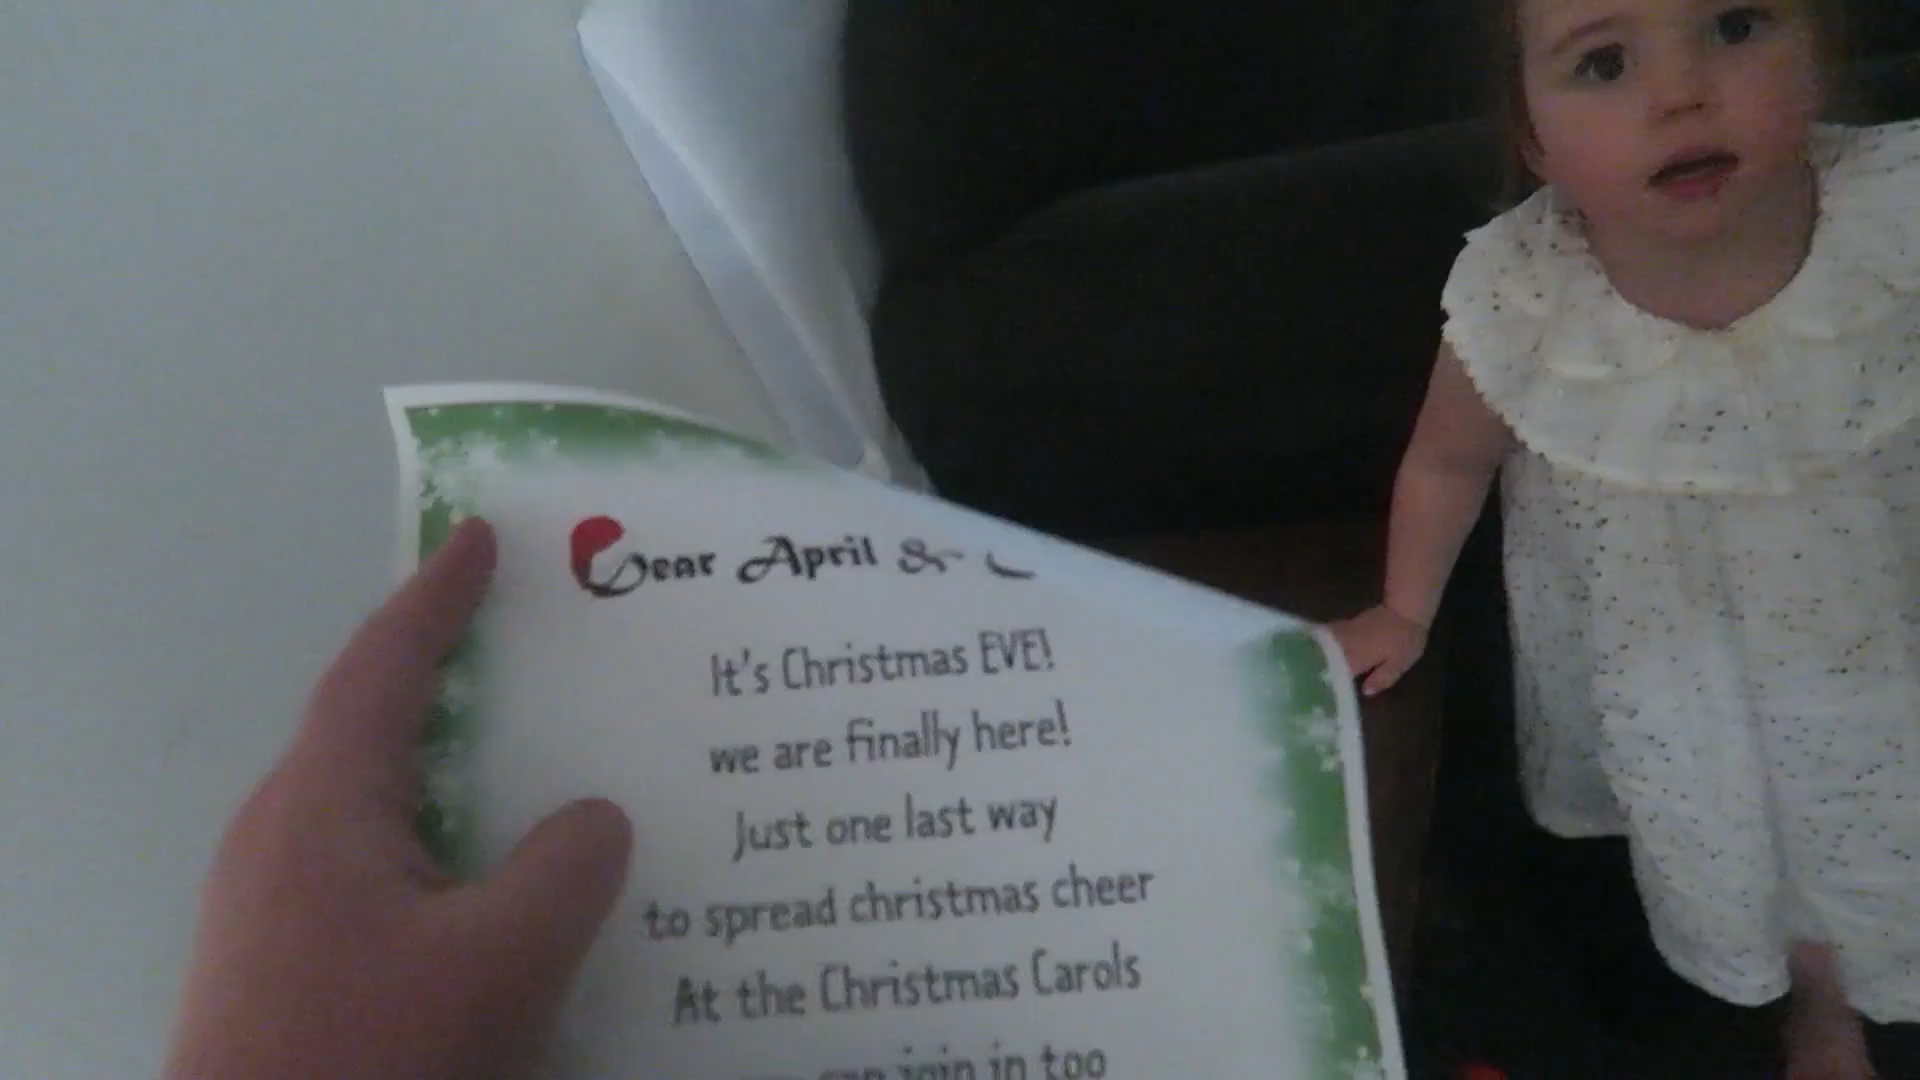 Dear April &
It's Christmas EVE!
we are finally here!
Just one last way
to spread christmas cheer
At the Christmas Carols
can join in too